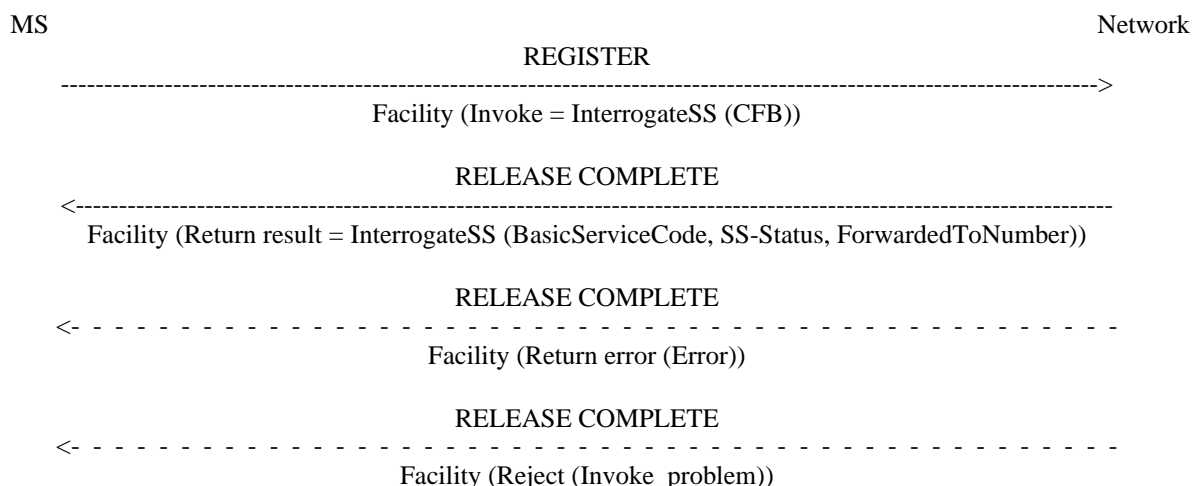 MS Network
REGISTER
Facility (Invoke = InterrogateSS (CFB))
RELEASE COMPLETE
Facility (Return result = InterrogateSS (BasicServiceCode, SS-Status, ForwardedToNumber))
RELEASE COMPLETE
Facility (Return error (Error))
RELEASE COMPLETE
Facility (Reject (Invoke_problem))